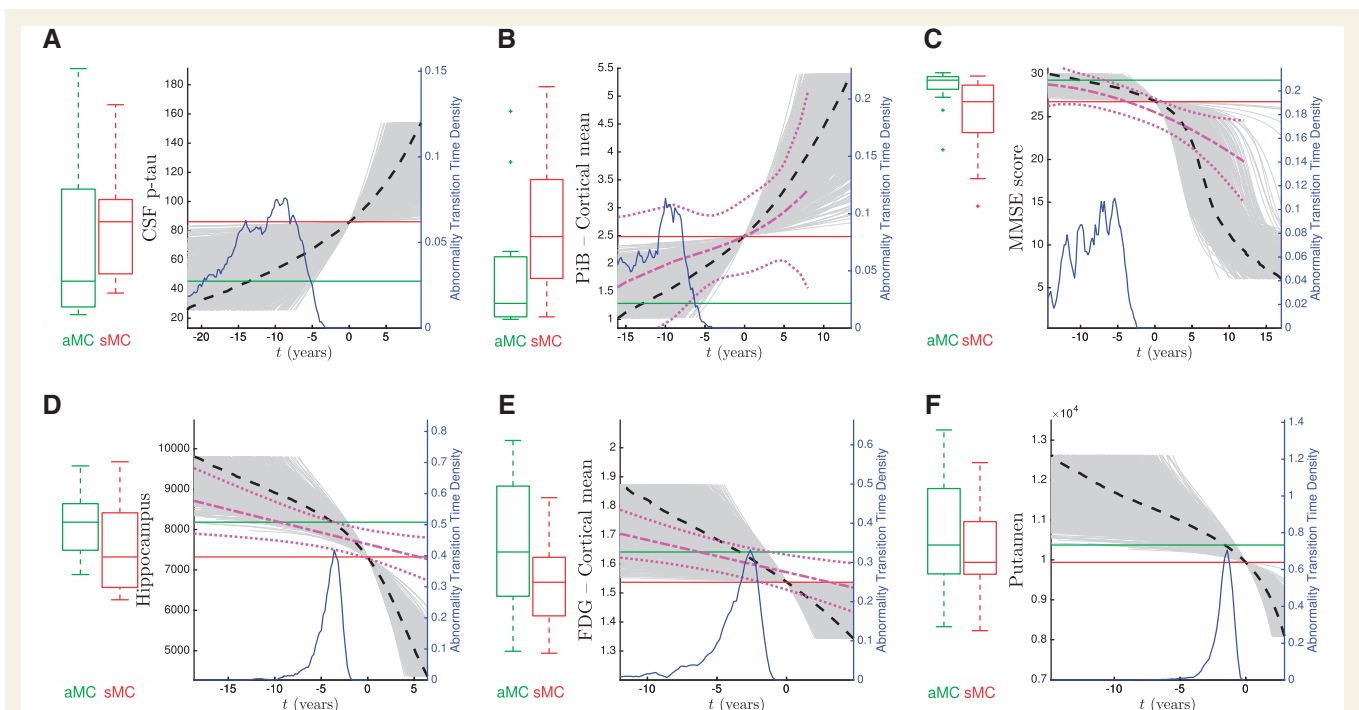 A
180
160
140
120
100
80
60
40
20
CSF p-tau
0.15
0.1
0.05
0
Abnormality Transition Time Density
-20 -15 -10 -5 0 5
t (years)
aMC sMC
B
5.5
5
4.5
4
3.5
3
2.5
2
1.5
1
PiB – Cortical mean
0.2
0.15
0.1
0.05
0
Abnormality Transition Time Density
-15 -10 -5 0 5 10
t (years)
aMC sMC
C
30
25
20
15
10
5
MMSE score
0.2
0.18
0.16
0.14
0.12
0.1
0.08
0.06
0.04
0.02
0
Abnormality Transition Time Density
-10 -5 0 5 10 15
t (years)
aMC sMC
D
10000
9000
8000
7000
6000
5000
Hippocampus
0.8
0.7
0.6
0.5
0.4
0.3
0.2
0.1
0
Abnormality Transition Time Density
-15 -10 -5 0 5
t (years)
aMC sMC
E
2
1.9
1.8
1.7
1.6
1.5
1.4
1.3
FDG – Cortical mean
0.6
0.5
0.4
0.3
0.2
0.1
0
Abnormality Transition Time Density
-10 -5 0
t (years)
aMC sMC
F
×10⁴
1.3
1.2
1.1
1
0.9
0.8
0.7
Putamen
1.4
1.2
1
0.8
0.6
0.4
0.2
0
Abnormality Transition Time Density
-10 -5 0
t (years)
aMC sMC